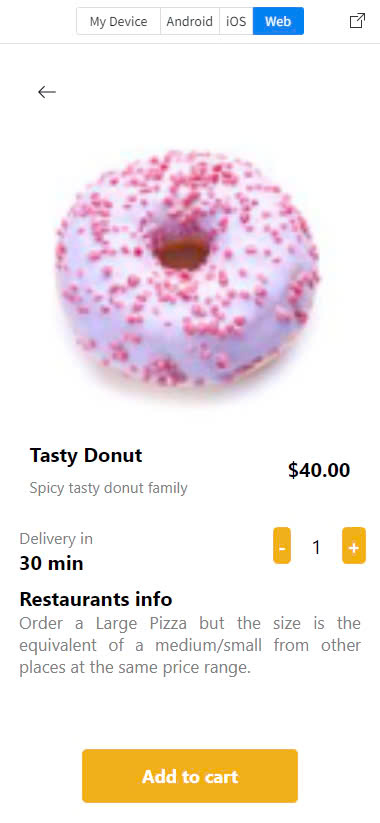 My Device Android iOS Web
Tasty Donut
$40.00
Spicy tasty donut family
Delivery in
- 1 +
30 min
Restaurants info
Order a Large Pizza but the size is the
equivalent of a medium/small from other
places at the same price range.
Add to cart